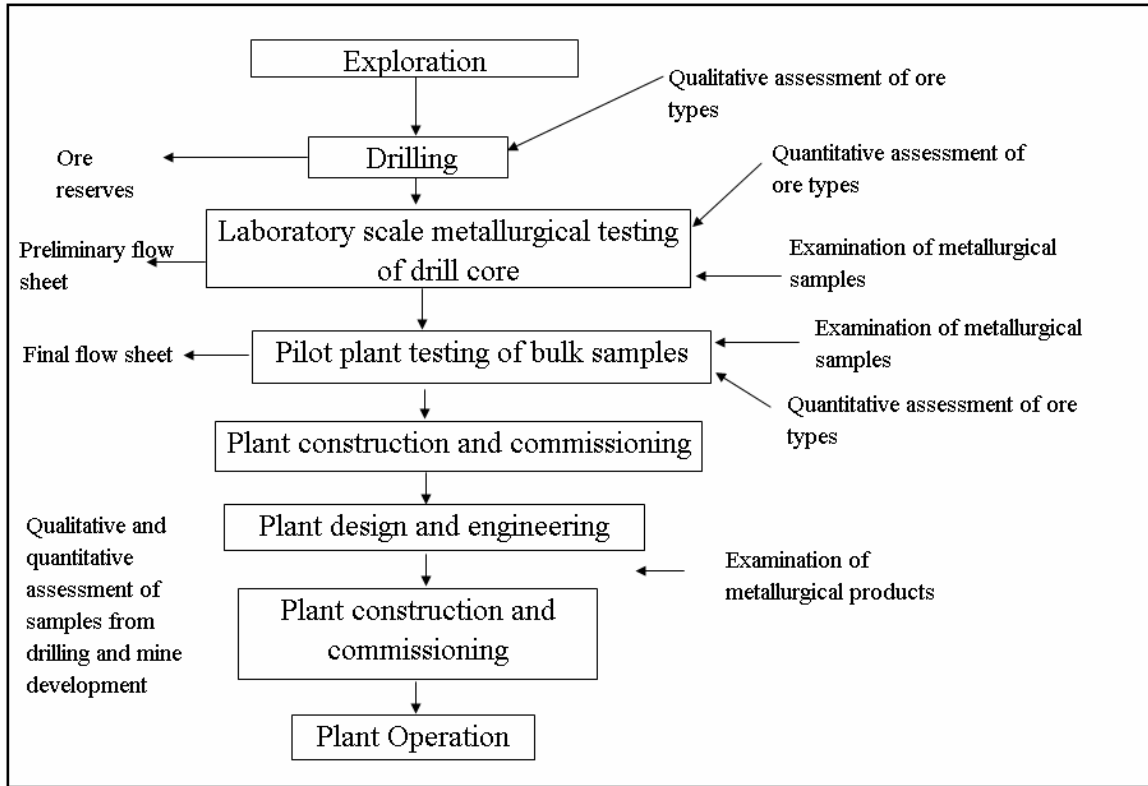 Exploration
Qualitative assessment of ore
types
Drilling
Ore
reserves
Quantitative assessment of
ore types
Laboratory scale metallurgical testing
of drill core
Preliminary flow
sheet
Examination of metallurgical
samples
Pilot plant testing of bulk samples
Final flow sheet
Examination of metallurgical
samples
Quantitative assessment of ore
types
Plant construction and commissioning
Plant design and engineering
Qualitative and
quantitative
assessment of
samples from
drilling and mine
development
Examination of
metallurgical products
Plant construction and
commissioning
Plant Operation